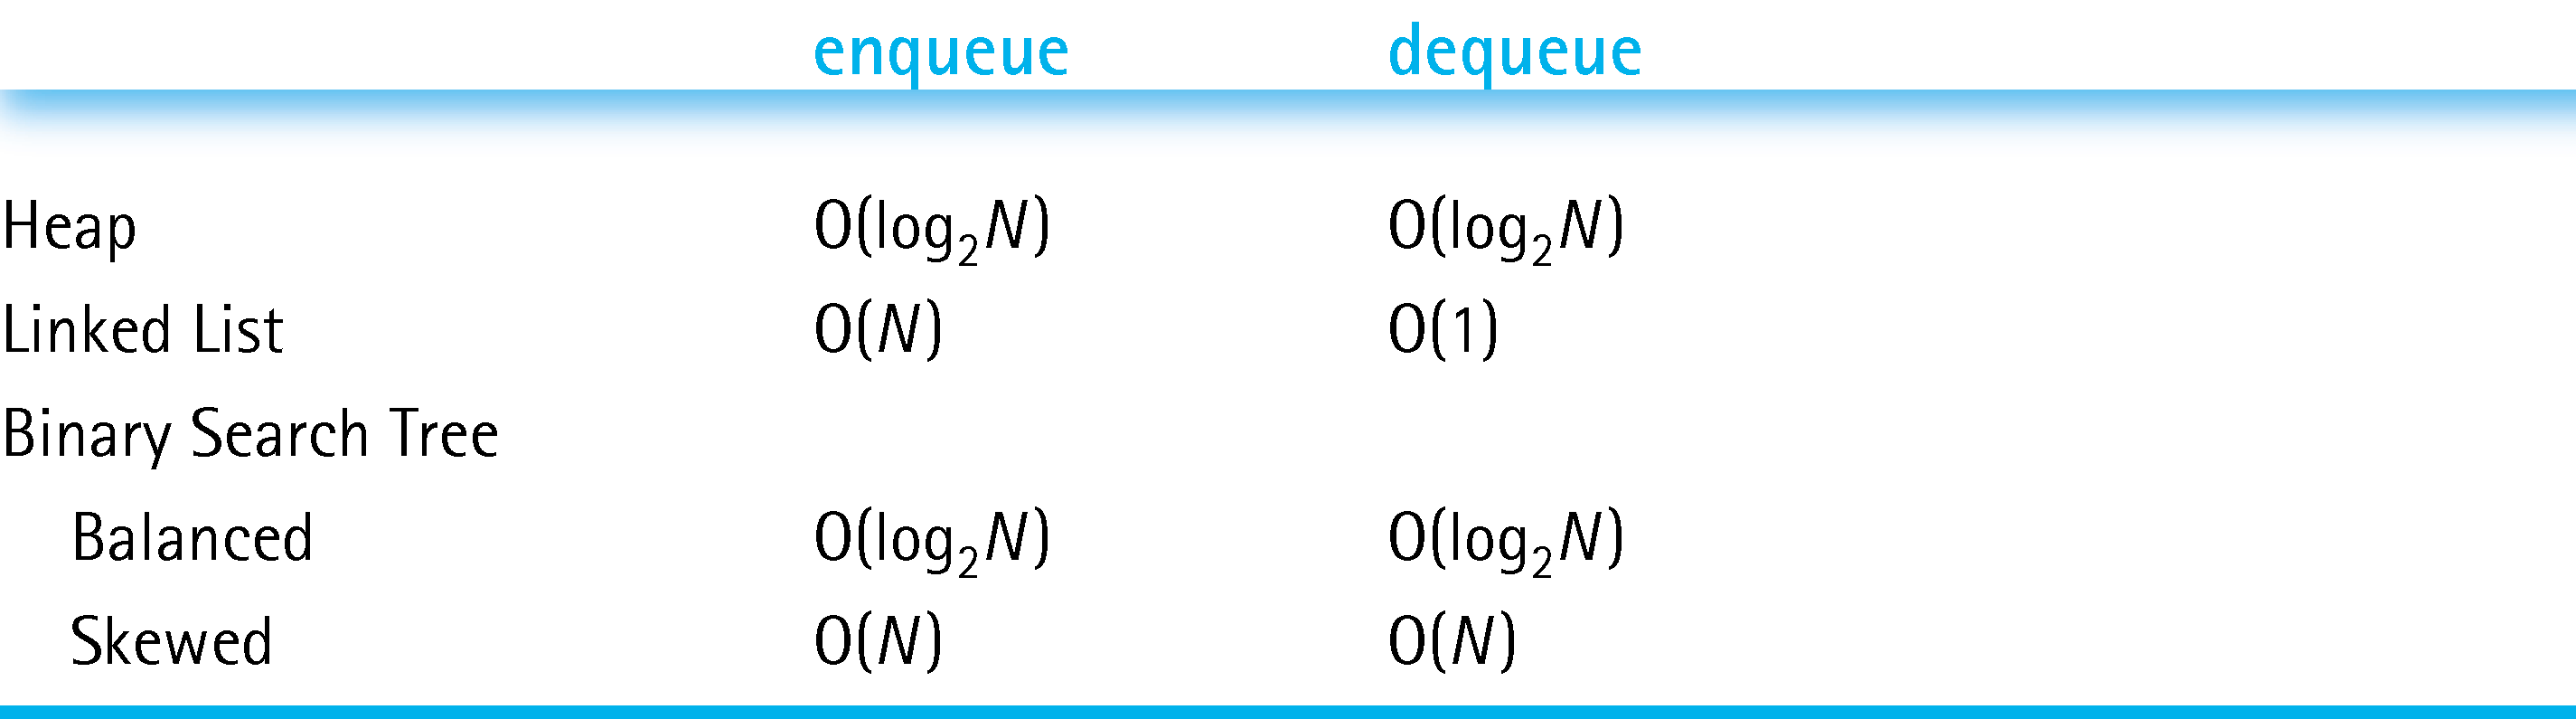 enqueue dequeue
Heap O(log₂N) O(log₂N)
Linked List O(N) O(1)
Binary Search Tree
Balanced O(log₂N) O(log₂N)
Skewed O(N) O(N)